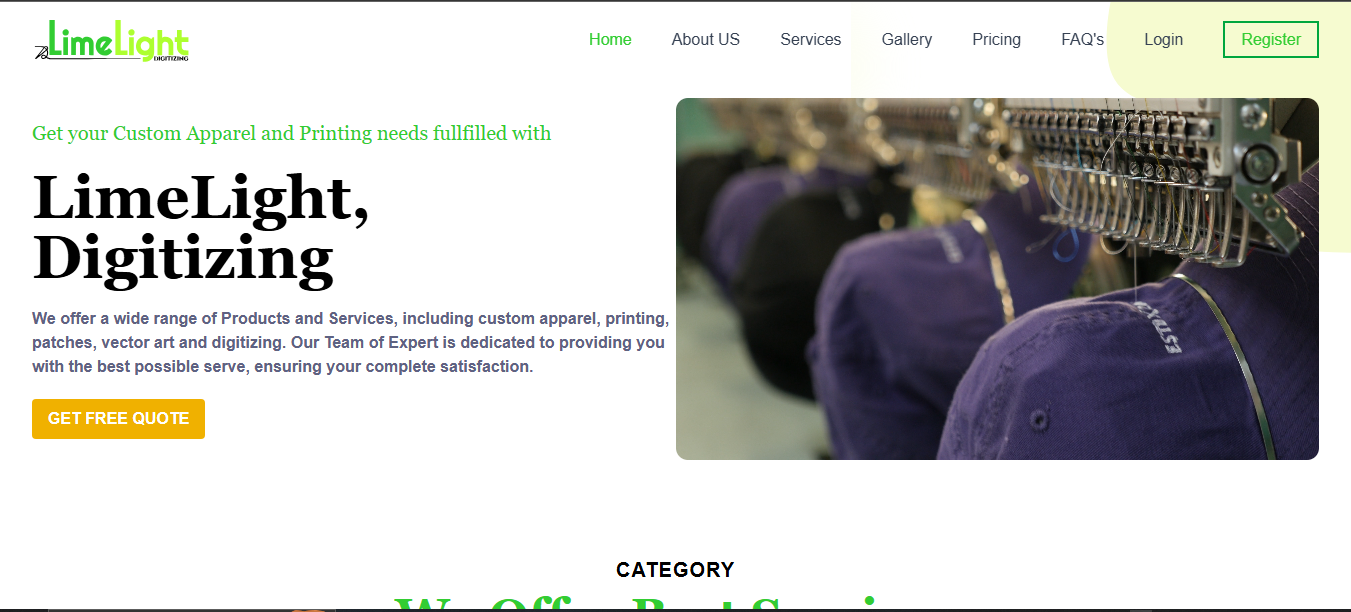 LimeLight
DIGITIZING
Home About US Services Gallery Pricing FAQ's Login Register
Get your Custom Apparel and Printing needs fullfilled with
LimeLight,
Digitizing
We offer a wide range of Products and Services, including custom apparel, printing,
patches, vector art and digitizing. Our Team of Expert is dedicated to providing you
with the best possible serve, ensuring your complete satisfaction.
GET FREE QUOTE
CATEGORY
We Offer Best